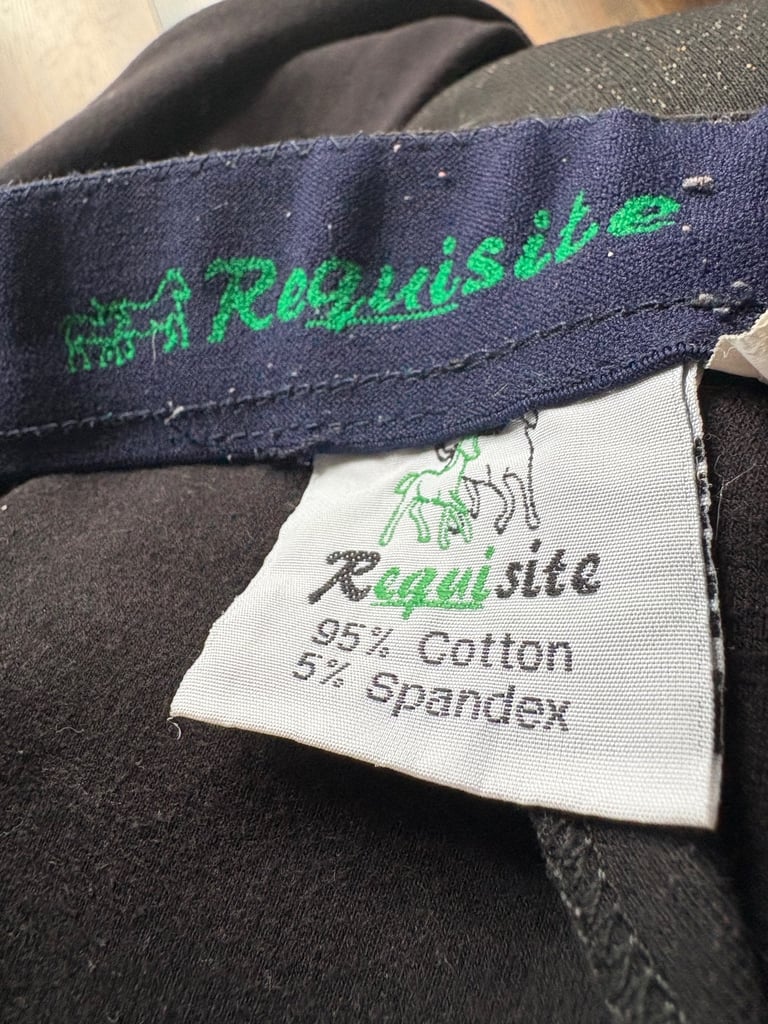 Requisite
Requisite
95% Cotton
5% Spandex